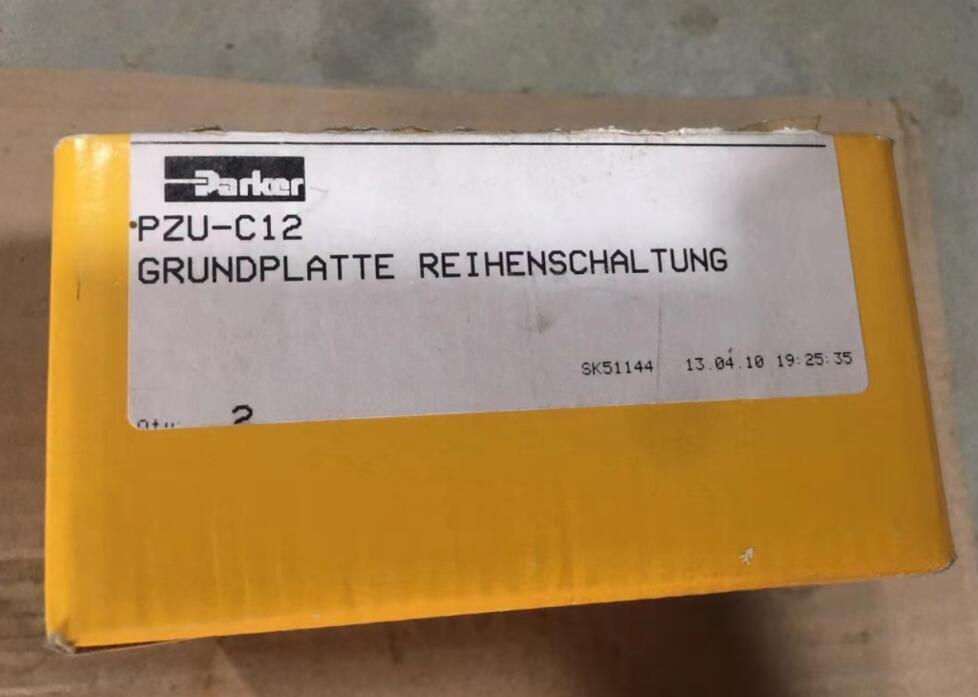 Parker
PZU-C12
GRUNDPLATTE REIHENSCHALTUNG
SK51144 13.04.10 19:25:35
2